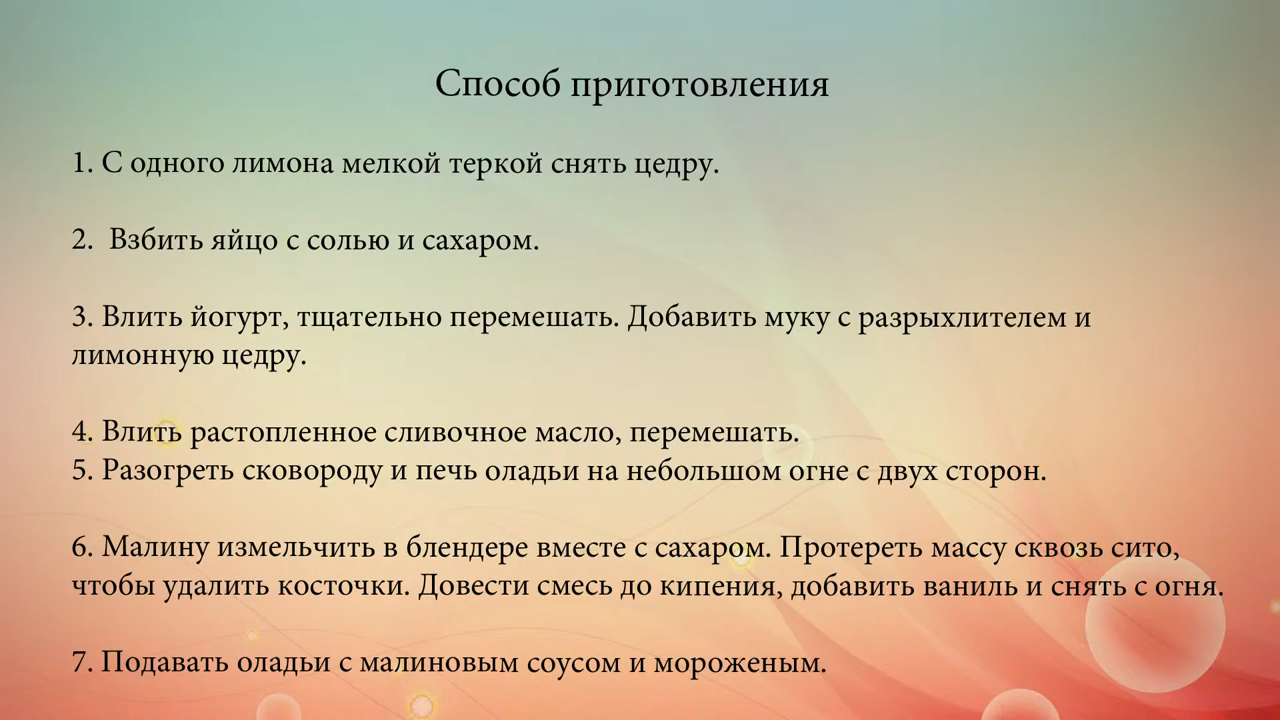 Способ приготовления
1. С одного лимона мелкой теркой снять цедру.
2.  Взбить яйцо с солью и сахаром.
3. Влить йогурт, тщательно перемешать. Добавить муку с разрыхлителем и
лимонную цедру.
4. Влить растопленное сливочное масло, перемешать.
5. Разогреть сковороду и печь оладьи на небольшом огне с двух сторон.
6. Малину измельчить в блендере вместе с сахаром. Протереть массу сквозь сито,
чтобы удалить косточки. Довести смесь до кипения, добавить ваниль и снять с огня.
7. Подавать оладьи с малиновым соусом и мороженым.